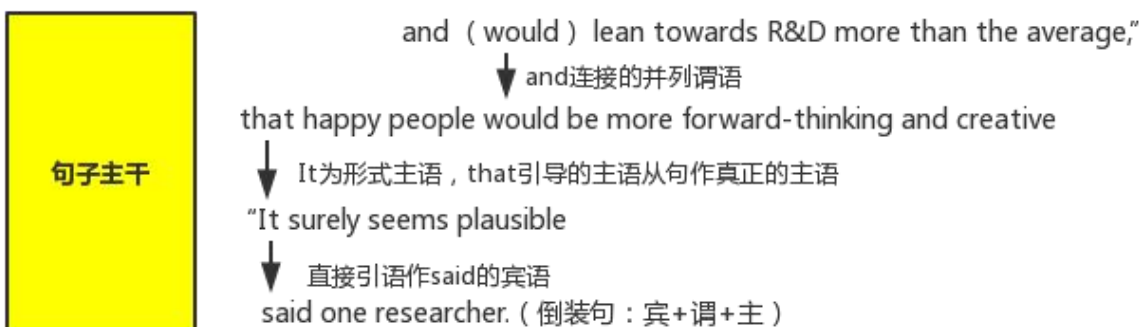 and （would）lean towards R&D more than the average,”
and连接的并列谓语
that happy people would be more forward-thinking and creative
句子主干
It为形式主语，that引导的主语从句作真正的主语
“It surely seems plausible
直接引语作said的宾语
said one researcher.（倒装句：宾+谓+主）